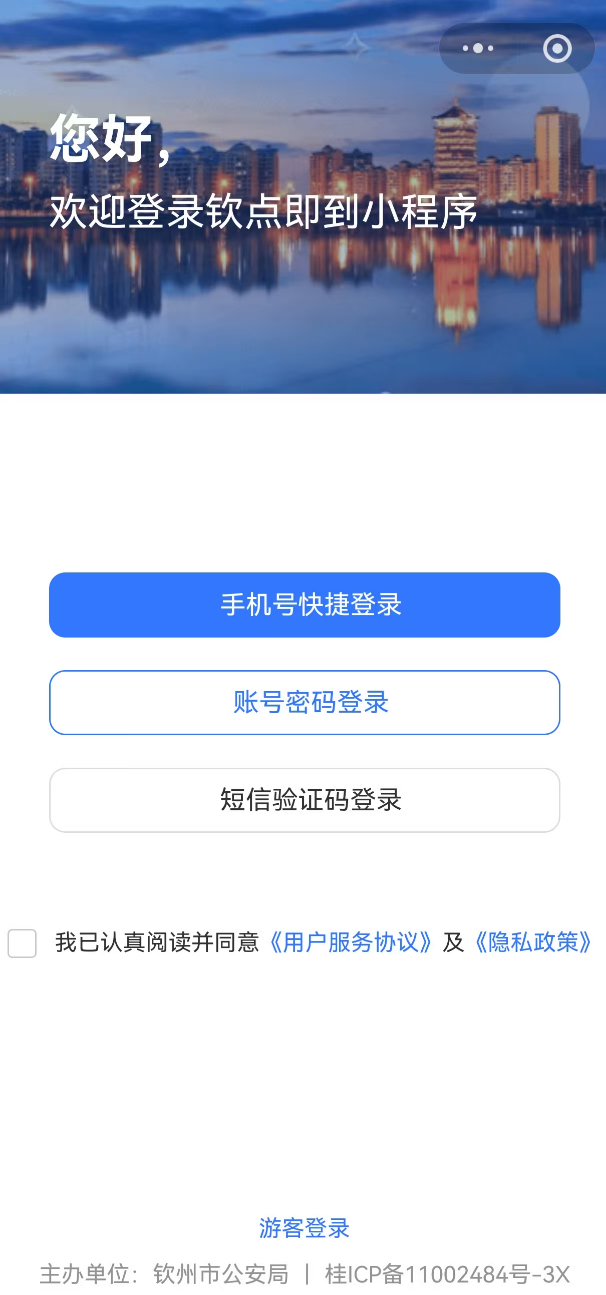 您好，
欢迎登录钦点即到小程序
手机号快捷登录
账号密码登录
短信验证码登录
我已认真阅读并同意《用户服务协议》及《隐私政策》
游客登录
主办单位：钦州市公安局 | 桂ICP备11002484号-3X